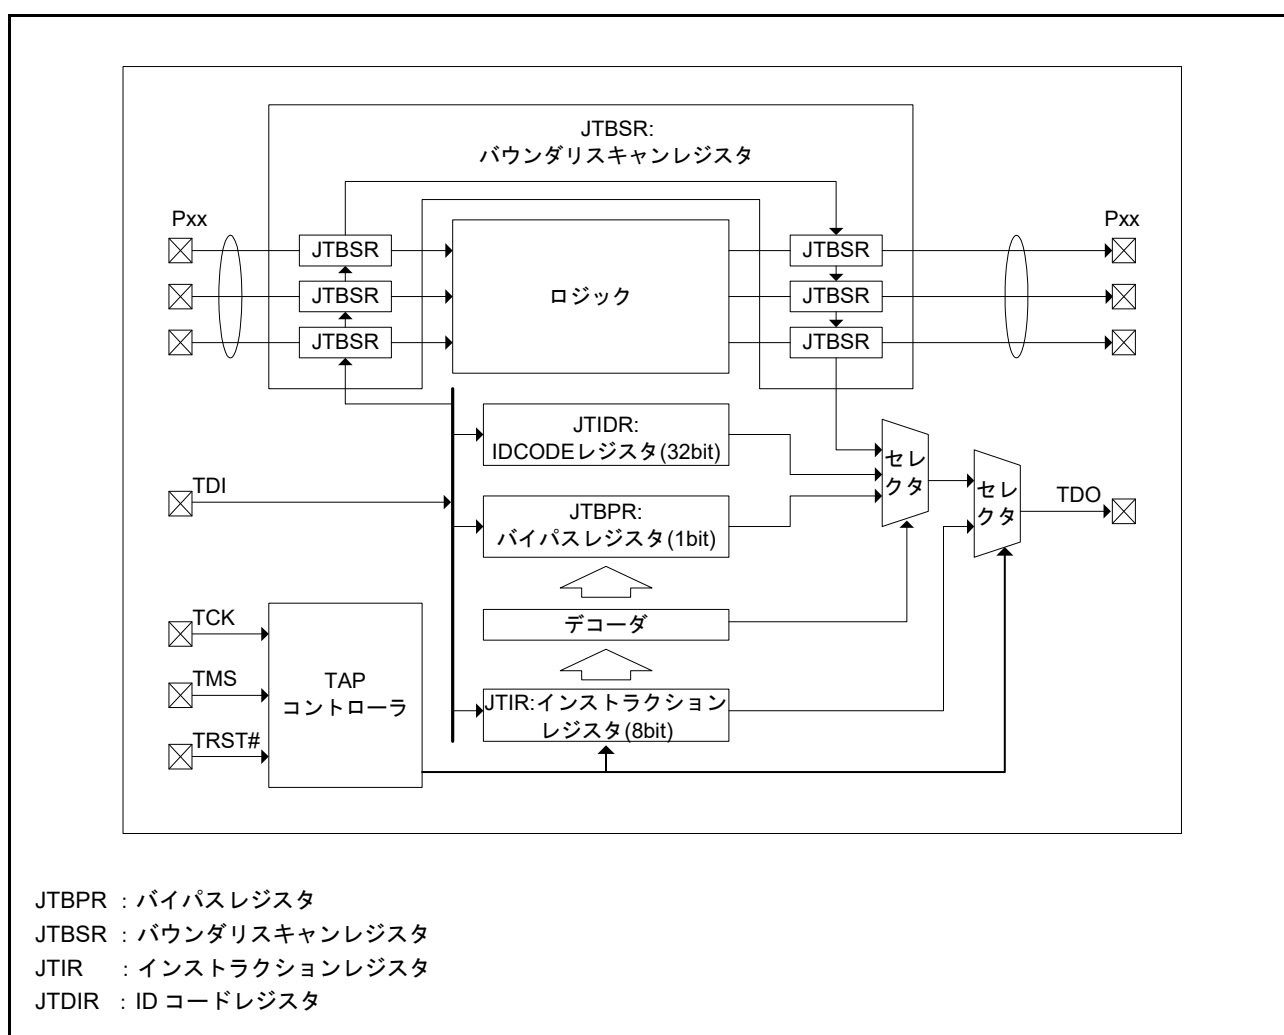 JTBSR:
バウンダリスキャンレジスタ
Pxx
Pxx
JTBSR
JTBSR
JTBSR
JTBSR
ロジック
JTBSR
JTBSR
JTIDR:
IDCODEレジスタ(32bit)
セレ
クタ
TDI
セレ
クタ
TDO
JTBPR:
バイパスレジスタ(1bit)
TCK
デコーダ
TMS
TAP
コントローラ
JTIR:インストラクション
レジスタ(8bit)
TRST#
JTBPR : バイパスレジスタ
JTBSR : バウンダリスキャンレジスタ
JTIR : インストラクションレジスタ
JTDIR : ID コードレジスタ